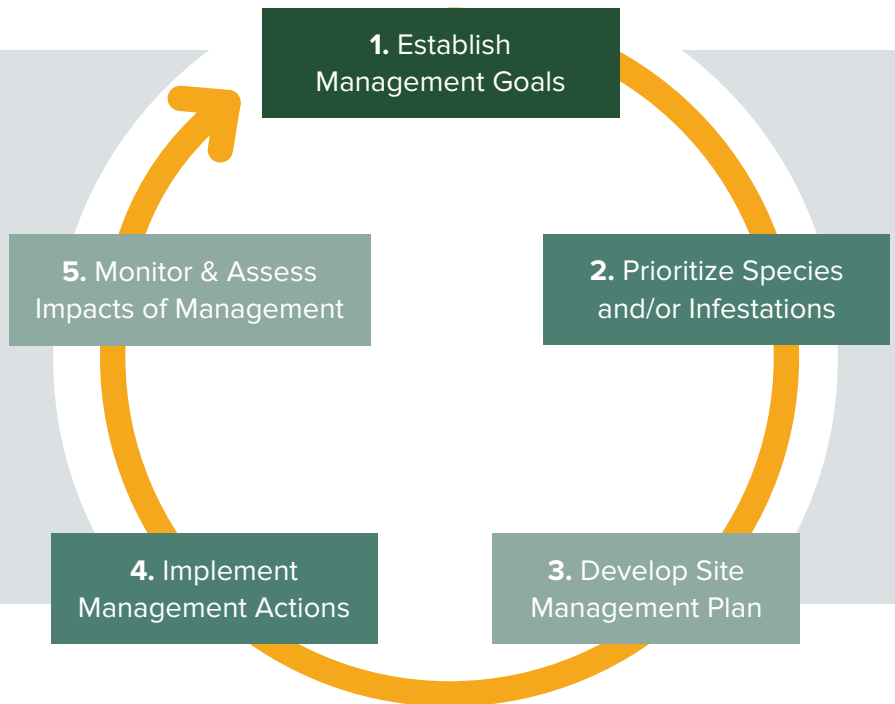 1. Establish
Management Goals
2. Prioritize Species
and/or Infestations
3. Develop Site
Management Plan
4. Implement
Management Actions
5. Monitor & Assess
Impacts of Management